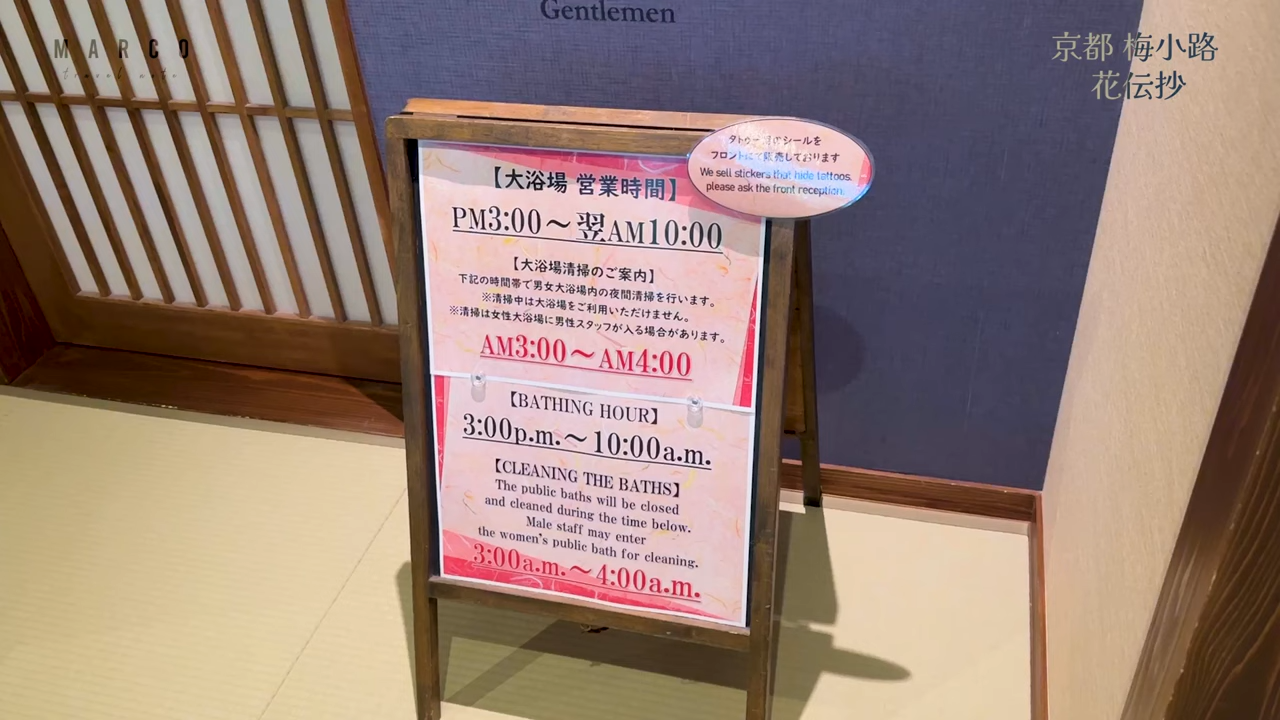 Gentlemen
MARCO
travel note
京都 梅小路
花伝抄
タトゥー用のシールを
フロントにて販売しております
We sell stickers that hide tattoos.
please ask the front reception.
【大浴場 営業時間】
PM3:00～翌AM10:00
【大浴場清掃のご案内】
下記の時間帯で男女大浴場内の夜間清掃を行います。
※清掃中は大浴場をご利用いただけません。
※清掃は女性大浴場に男性スタッフが入る場合があります。
AM3:00～AM4:00
【BATHING HOUR】
3:00p.m.～10:00a.m.
【CLEANING THE BATHS】
The public baths will be closed
and cleaned during the time below.
Male staff may enter
the women's public bath for cleaning.
3:00a.m.～4:00a.m.